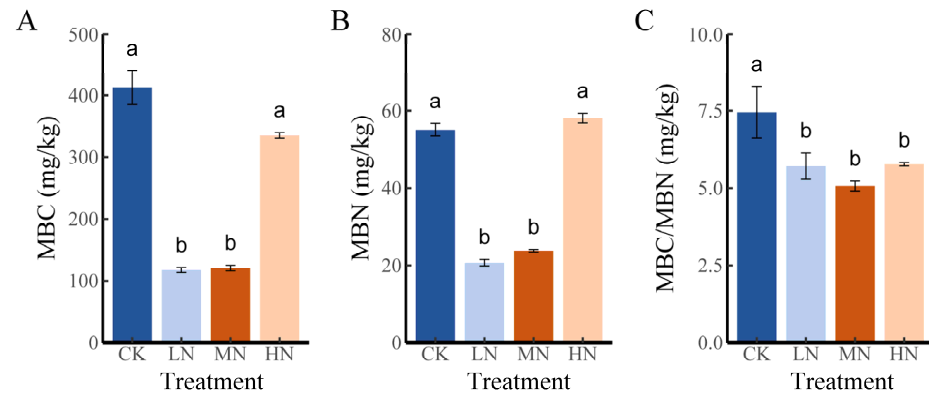 A
MBC (mg/kg)
500
400
300
200
100
0
a
b
b
a
CK LN MN HN
Treatment
B
MBN (mg/kg)
80
60
40
20
0
a
b
b
a
CK LN MN HN
Treatment
C
MBC/MBN (mg/kg)
10.0
7.5
5.0
2.5
0.0
a
b
b
b
CK LN MN HN
Treatment